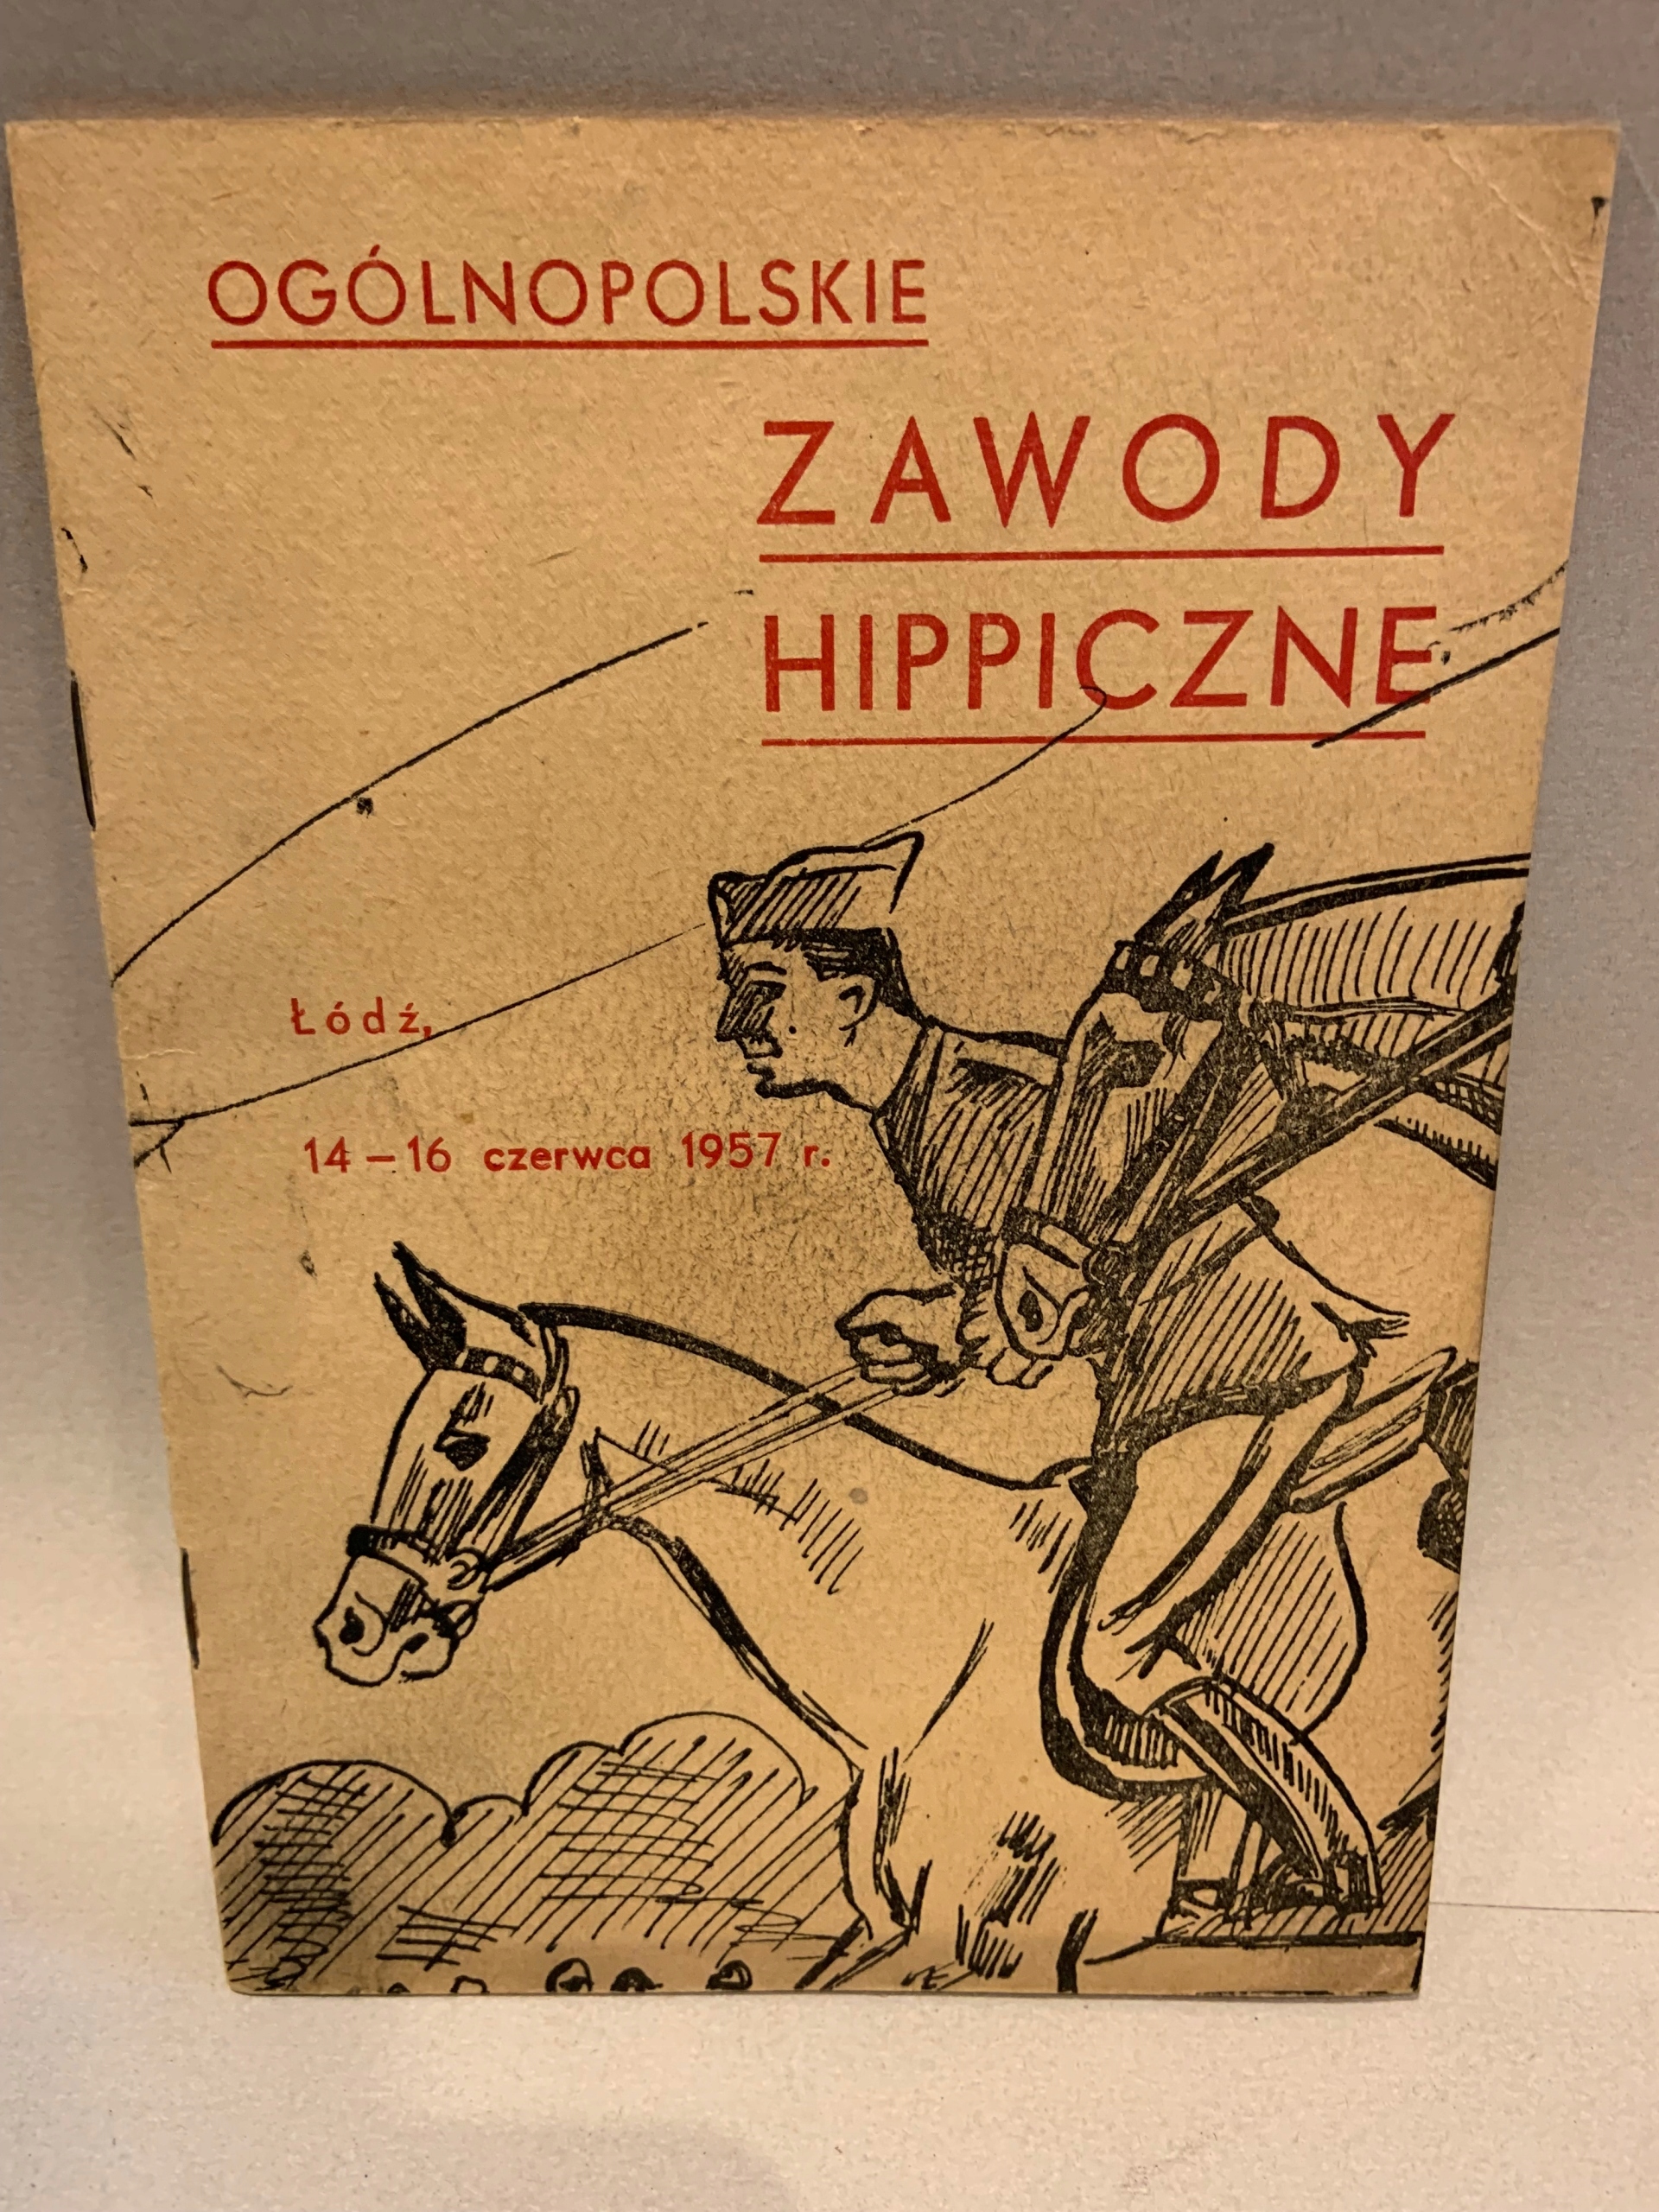 OGÓLNOPOLSKIE
ZAWODY
HIPPICZNE
Łódź,
14 – 16 czerwca 1957 r.